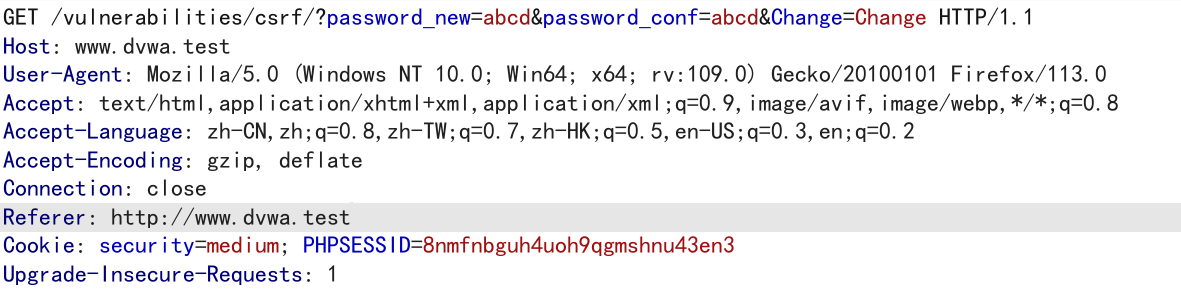 GET /vulnerabilities/csrf/?password_new=abcd&password_conf=abcd&Change=Change HTTP/1.1
Host: www.dvwa.test
User-Agent: Mozilla/5.0 (Windows NT 10.0; Win64; x64; rv:109.0) Gecko/20100101 Firefox/113.0
Accept: text/html,application/xhtml+xml,application/xml;q=0.9,image/avif,image/webp,*/*;q=0.8
Accept-Language: zh-CN,zh;q=0.8,zh-TW;q=0.7,zh-HK;q=0.5,en-US;q=0.3,en;q=0.2
Accept-Encoding: gzip, deflate
Connection: close
Referer: http://www.dvwa.test
Cookie: security=medium; PHPSESSID=8nmfnbguh4uoh9qgmshnu43en3
Upgrade-Insecure-Requests: 1